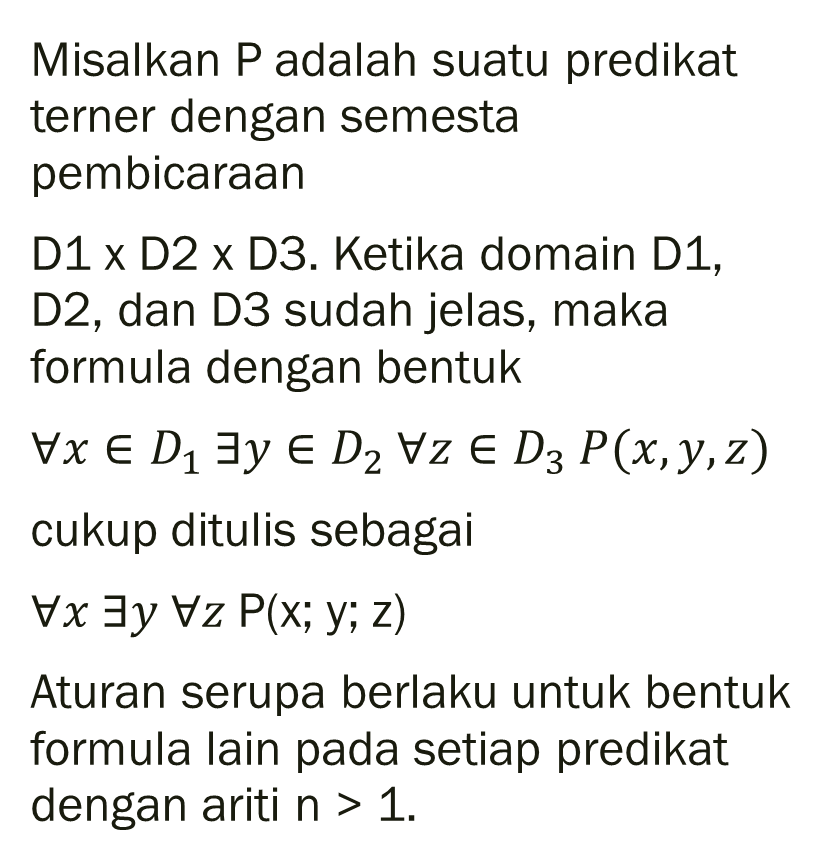 Misalkan P adalah suatu predikat
terner dengan semesta
pembicaraan
D1 x D2 x D3. Ketika domain D1,
D2, dan D3 sudah jelas, maka
formula dengan bentuk
∀x ∈ D₁ ∃y ∈ D₂ ∀z ∈ D₃ P(x, y, z)
cukup ditulis sebagai
∀x ∃y ∀z P(x; y; z)
Aturan serupa berlaku untuk bentuk
formula lain pada setiap predikat
dengan ariti n > 1.